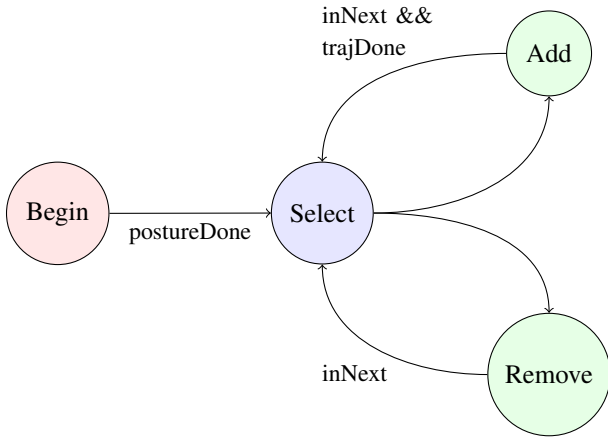 inNext &&
trajDone
Add
Begin
Select
postureDone
inNext
Remove